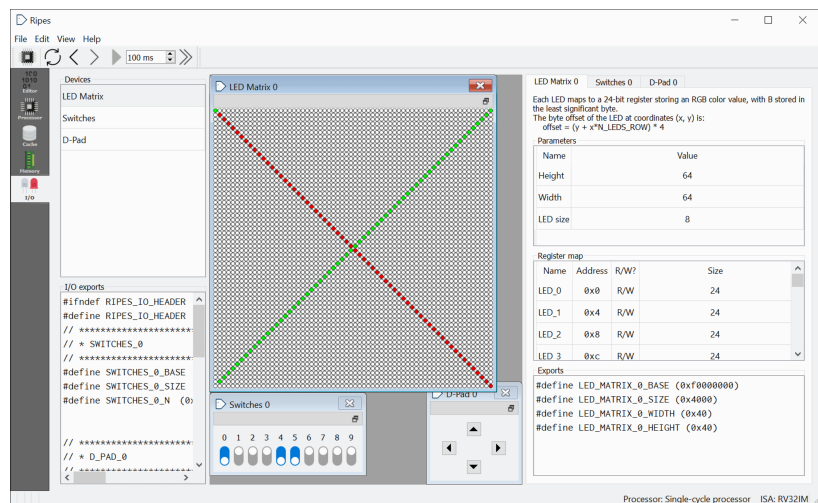 Ripes
File Edit View Help
100 ms
Editor
Processor
Cache
Memory
I/O
Devices
LED Matrix
Switches
D-Pad
I/O exports
#ifndef RIPES_IO_HEADER
#define RIPES_IO_HEADER
// *********************
// * SWITCHES_0
// *********************
#define SWITCHES_0_BASE
#define SWITCHES_0_SIZE
#define SWITCHES_0_N (0x
// *********************
// * D_PAD_0
LED Matrix 0
Switches 0
0 1 2 3 4 5 6 7 8 9
D-Pad 0
LED Matrix 0 Switches 0 D-Pad 0
Each LED maps to a 24-bit register storing an RGB color value, with B stored in
the least significant byte.
The byte offset of the LED at coordinates (x, y) is:
offset = (y + x*N_LEDS_ROW) * 4
Parameters
Name Value
Height 64
Width 64
LED size 8
Register map
Name Address R/W? Size
LED_0 0x0 R/W 24
LED_1 0x4 R/W 24
LED_2 0x8 R/W 24
LED 3 0xc R/W 24
Exports
#define LED_MATRIX_0_BASE (0xf0000000)
#define LED_MATRIX_0_SIZE (0x4000)
#define LED_MATRIX_0_WIDTH (0x40)
#define LED_MATRIX_0_HEIGHT (0x40)
Processor: Single-cycle processor ISA: RV32IM